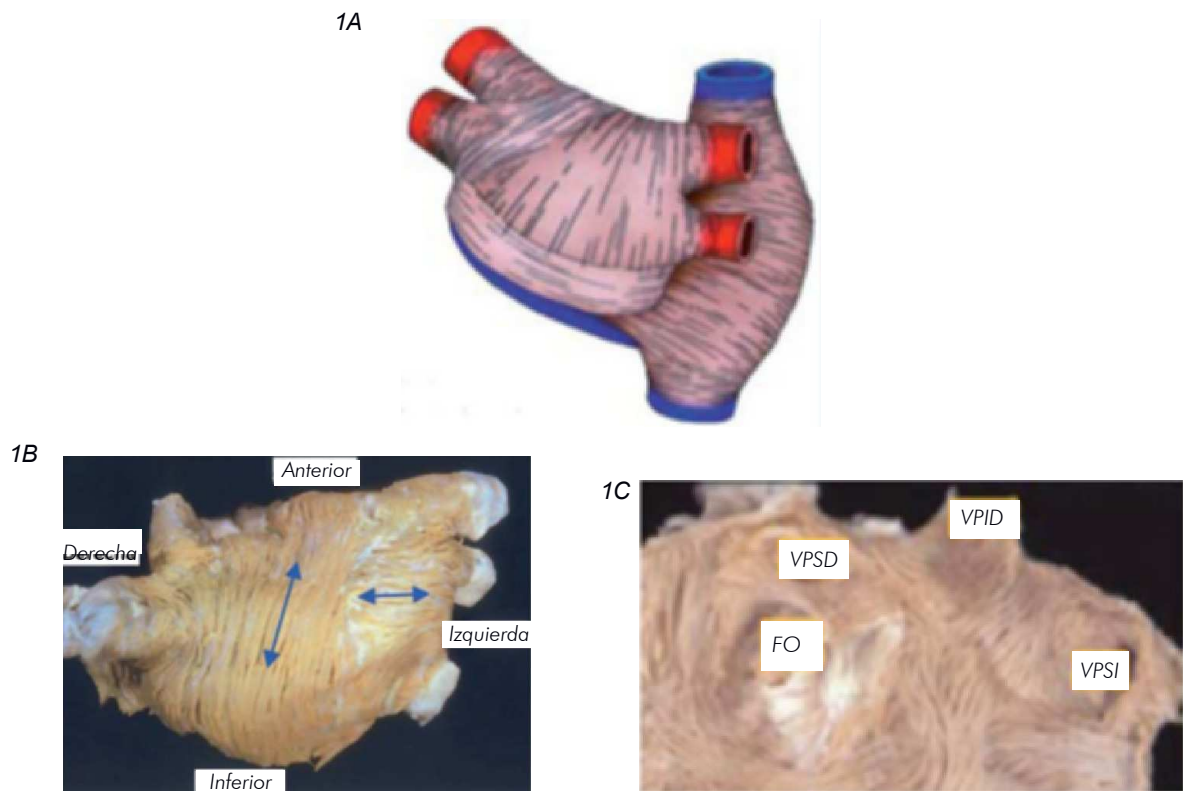 1A
1B
Anterior
Derecha
Izquierda
Inferior
1C
VPID
VPSD
FO
VPSI